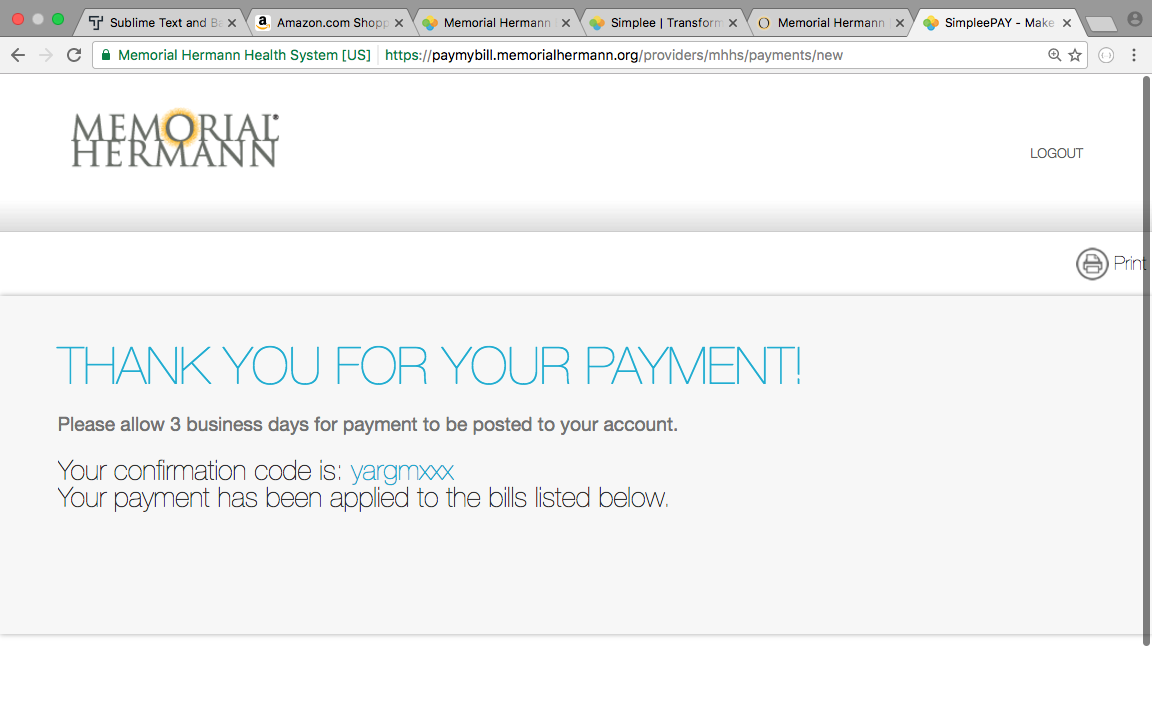 Sublime Text and Ba
Amazon.com Shopp
Memorial Hermann
Simplee | Transform
Memorial Hermann
SimpleePAY - Make
Memorial Hermann Health System [US]
https://paymybill.memorialhermann.org/providers/mhhs/payments/new
MEMORIAL
HERMANN
LOGOUT
Print
THANK YOU FOR YOUR PAYMENT!
Please allow 3 business days for payment to be posted to your account.
Your confirmation code is: yargmxxx
Your payment has been applied to the bills listed below.